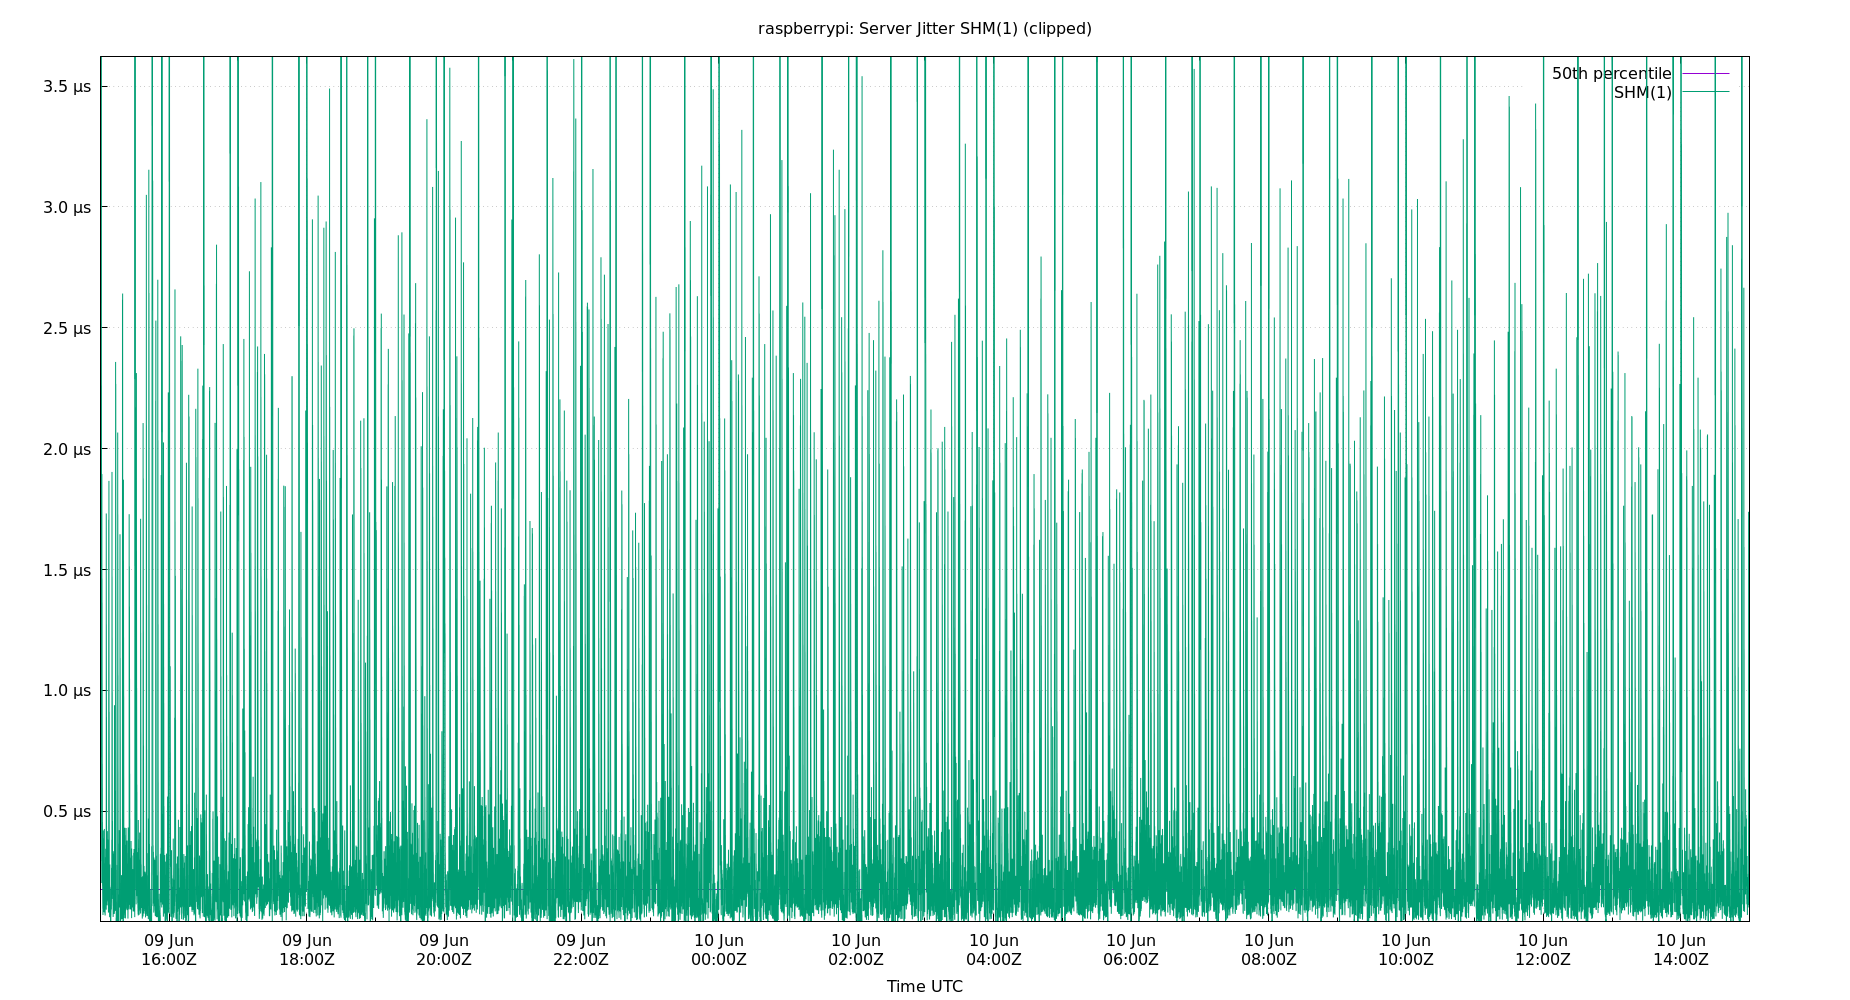 raspberrypi: Server Jitter SHM(1) (clipped)
50th percentile
SHM(1)
3.5 µs
3.0 µs
2.5 µs
2.0 µs
1.5 µs
1.0 µs
0.5 µs
09 Jun 09 Jun 09 Jun 09 Jun 10 Jun 10 Jun 10 Jun 10 Jun 10 Jun 10 Jun 10 Jun 10 Jun
16:00Z 18:00Z 20:00Z 22:00Z 00:00Z 02:00Z 04:00Z 06:00Z 08:00Z 10:00Z 12:00Z 14:00Z
Time UTC